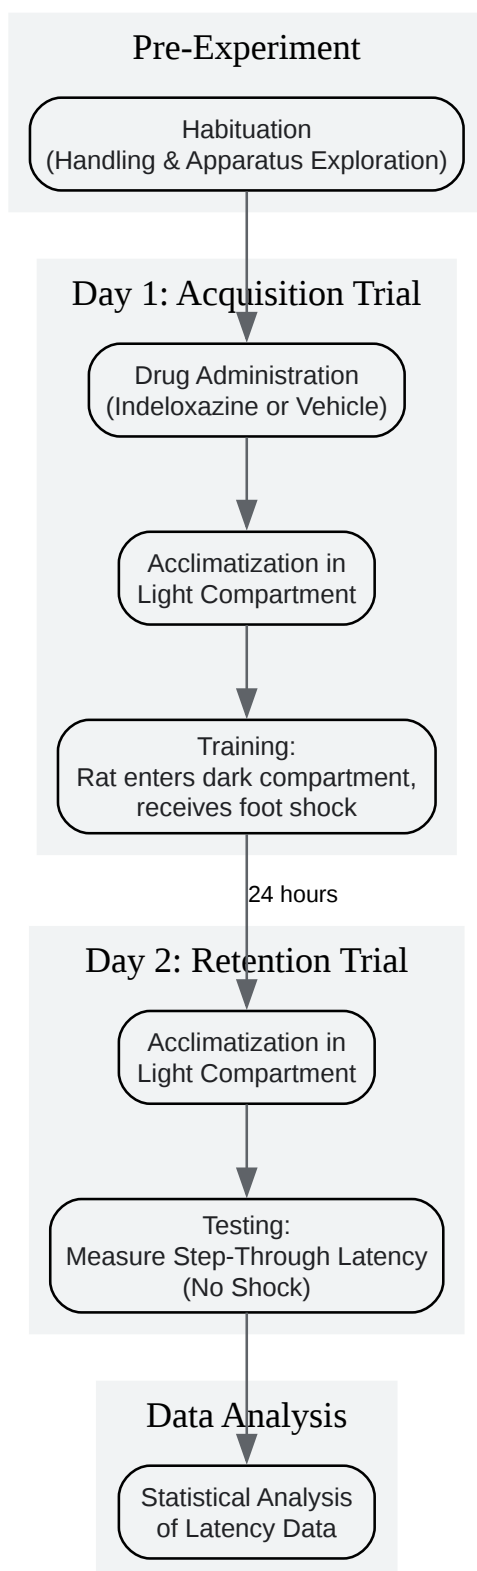 Pre-Experiment
Habituation
(Handling & Apparatus Exploration)
Day 1: Acquisition Trial
Drug Administration
(Indeloxazine or Vehicle)
Acclimatization in
Light Compartment
Training:
Rat enters dark compartment,
receives foot shock
24 hours
Day 2: Retention Trial
Acclimatization in
Light Compartment
Testing:
Measure Step-Through Latency
(No Shock)
Data Analysis
Statistical Analysis
of Latency Data